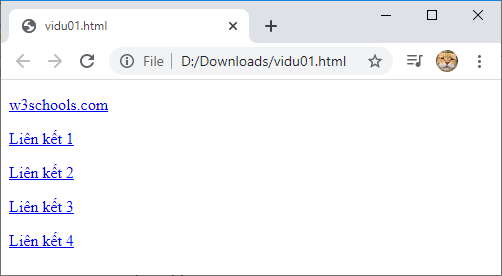 vidu01.html
File | D:/Downloads/vidu01.html
w3schools.com
Liên kết 1
Liên kết 2
Liên kết 3
Liên kết 4